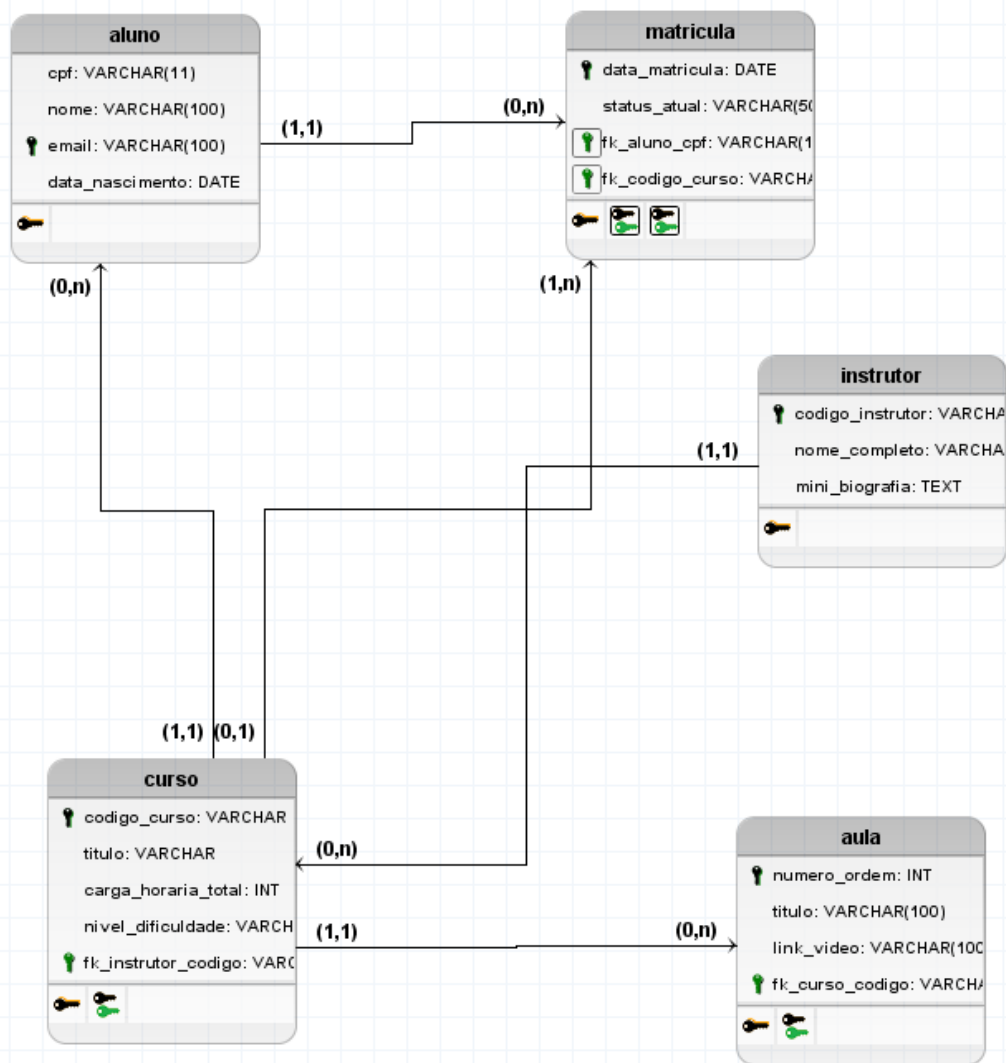 aluno
cpf: VARCHAR(11)
nome: VARCHAR(100)
email: VARCHAR(100)
data_nascimento: DATE
matricula
data_matricula: DATE
status_atual: VARCHAR(50
fk_aluno_cpf: VARCHAR(1
fk_codigo_curso: VARCHA
(1,1)
(0,n)
(0,n)
(1,n)
instrutor
codigo_instrutor: VARCHA
nome_completo: VARCHA
mini_biografia: TEXT
(1,1)
(1,1)
(0,1)
curso
codigo_curso: VARCHAR
titulo: VARCHAR
carga_horaria_total: INT
nivel_dificuldade: VARCH
fk_instrutor_codigo: VARC
(0,n)
(1,1)
(0,n)
aula
numero_ordem: INT
titulo: VARCHAR(100)
link_video: VARCHAR(100
fk_curso_codigo: VARCHA